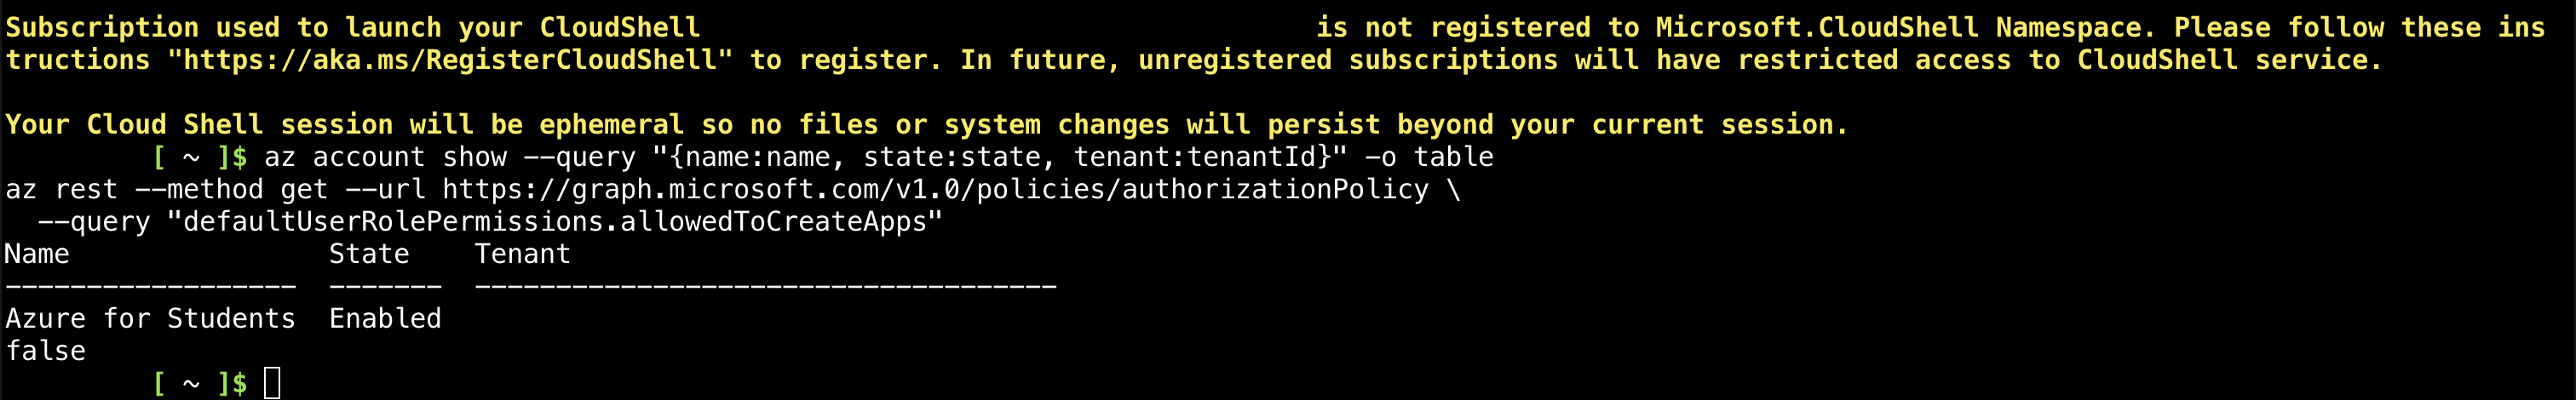 Subscription used to launch your CloudShell is not registered to Microsoft.CloudShell Namespace. Please follow these ins
tructions "https://aka.ms/RegisterCloudShell" to register. In future, unregistered subscriptions will have restricted access to CloudShell service.
Your Cloud Shell session will be ephemeral so no files or system changes will persist beyond your current session.
[ ~ ]$ az account show --query "{name:name, state:state, tenant:tenantId}" -o table
az rest --method get --url https://graph.microsoft.com/v1.0/policies/authorizationPolicy \
--query "defaultUserRolePermissions.allowedToCreateApps"
Name State Tenant
------------------ ------- ------------------------------------
Azure for Students Enabled
false
[ ~ ]$